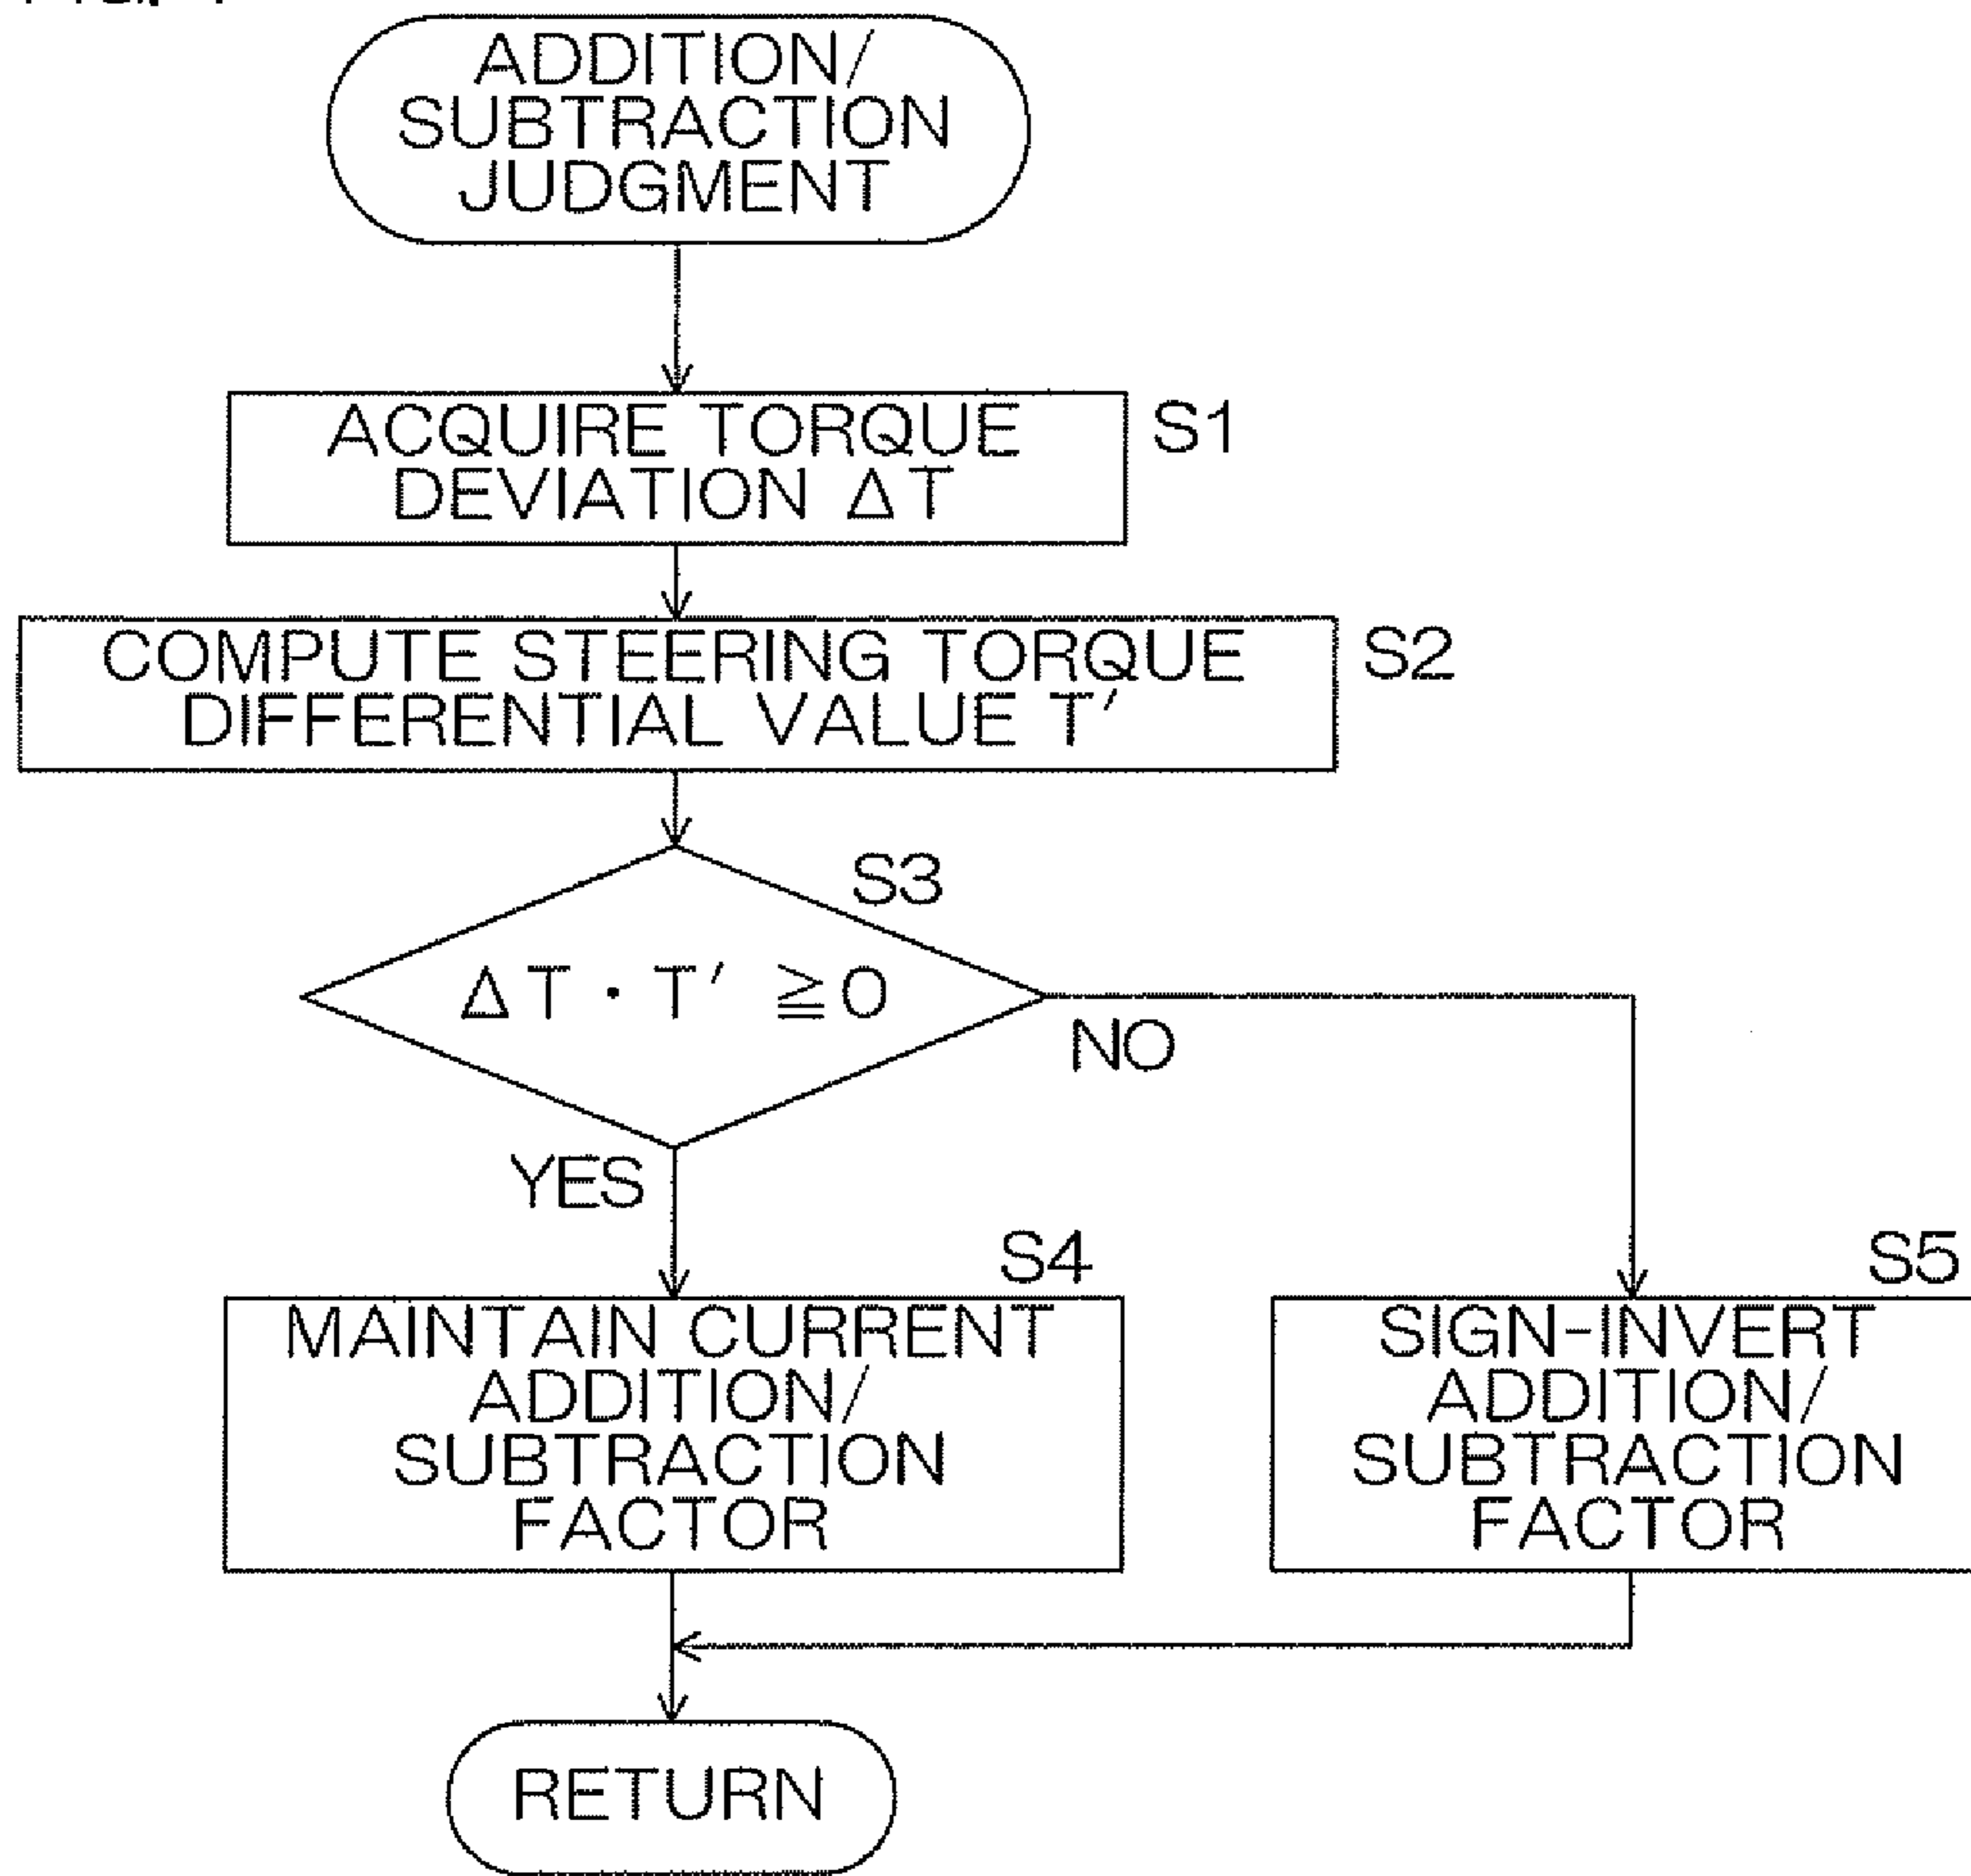 ADDITION/
SUBTRACTION
JUDGMENT
ACQUIRE TORQUE
DEVIATION ΔT
S1
COMPUTE STEERING TORQUE
DIFFERENTIAL VALUE T′
S2
S3
ΔT · T′ ≧0
NO
YES
S4
MAINTAIN CURRENT
ADDITION/
SUBTRACTION
FACTOR
S5
SIGN-INVERT
ADDITION/
SUBTRACTION
FACTOR
RETURN